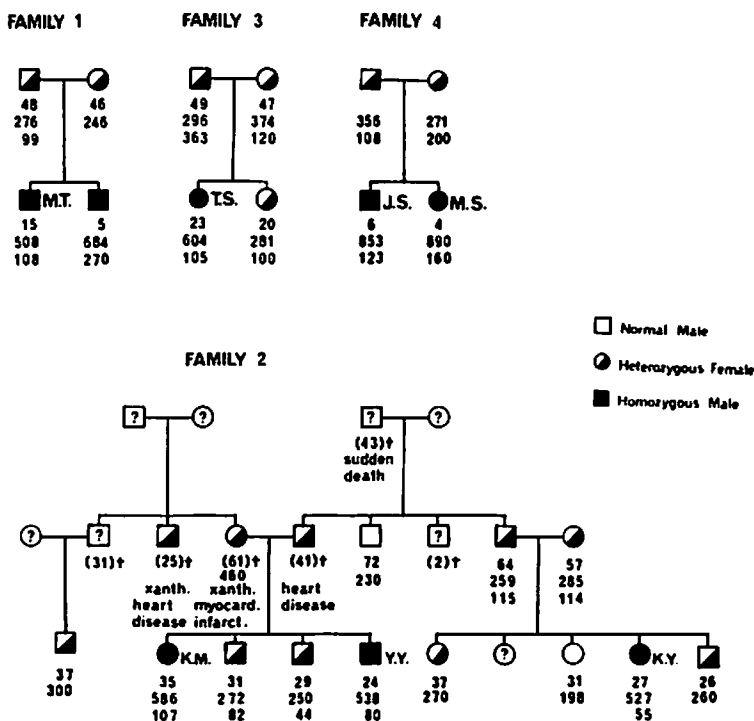 FAMILY 1 FAMILY 3 FAMILY 4
48 46 49 47
276 246 296 374 356 271
99 363 120 108 200
M.T. T.S. J.S. M.S.
15 5 23 20 6 4
508 684 604 281 853 890
108 270 105 100 123 160
Normal Male
Heterozygous Female
Homozygous Male
FAMILY 2
? ? ? ?
(43)†
sudden
death
? ? ?
(31)† (25)† (61)† (41)† 72 (2)† 64 57
460 230 259 285
115 114
xanth. xanth. heart
heart myocard. disease
disease infarct.
K.M. Y.Y. ? K.Y.
37 35 31 29 24 37 31 27 26
300 586 272 250 538 270 198 527 260
107 82 44 80 55